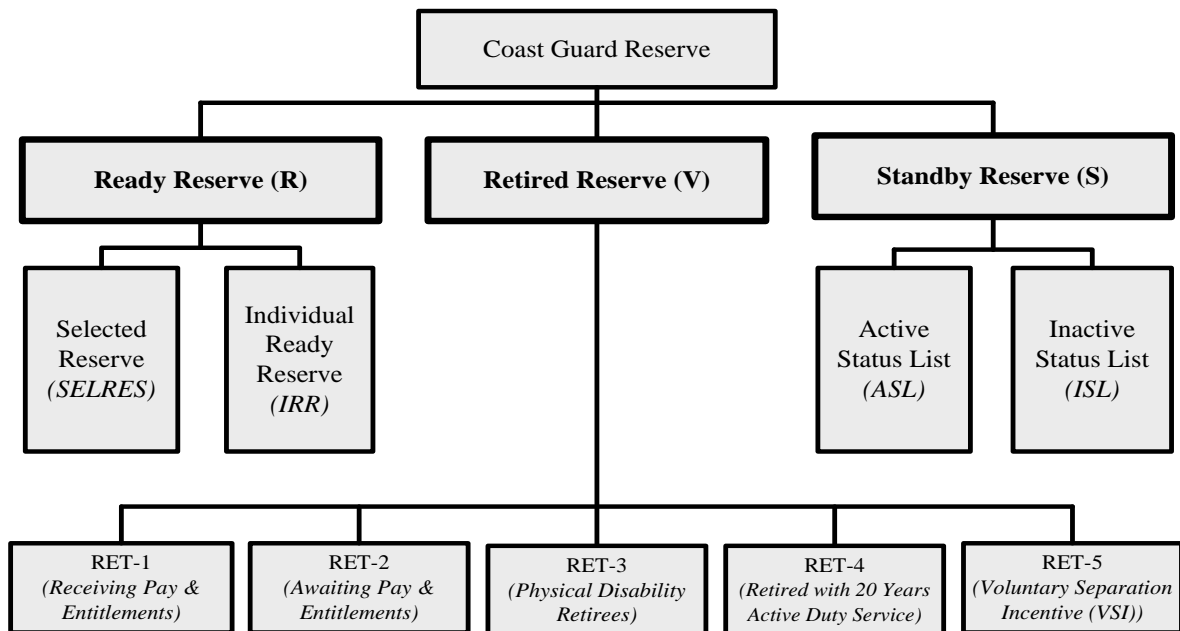 Coast Guard Reserve
Ready Reserve (R)
Retired Reserve (V)
Standby Reserve (S)
Selected
Reserve
(SELRES)
Individual
Ready
Reserve
(IRR)
Active
Status List
(ASL)
Inactive
Status List
(ISL)
RET-1
(Receiving Pay &
Entitlements)
RET-2
(Awaiting Pay &
Entitlements)
RET-3
(Physical Disability
Retirees)
RET-4
(Retired with 20 Years
Active Duty Service)
RET-5
(Voluntary Separation
Incentive (VSI))